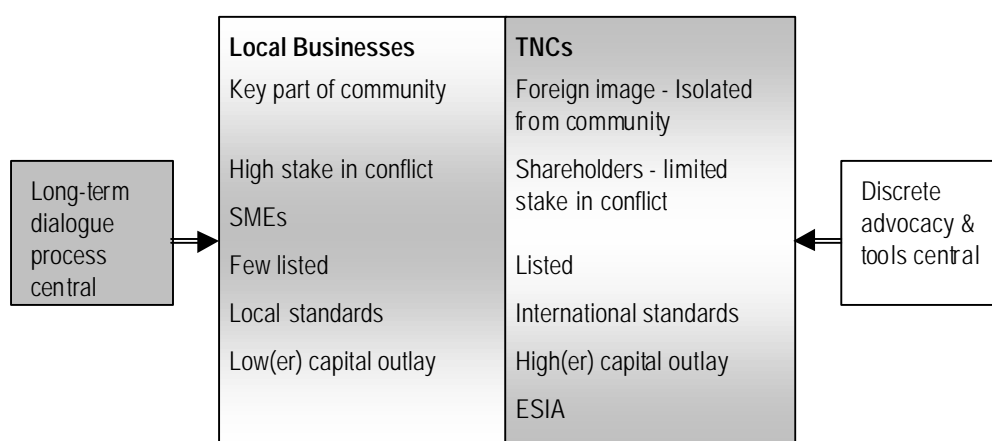 Long-term
dialogue
process
central
Local Businesses
Key part of community
High stake in conflict
SMEs
Few listed
Local standards
Low(er) capital outlay
TNCs
Foreign image - Isolated
from community
Shareholders - limited
stake in conflict
Listed
International standards
High(er) capital outlay
ESIA
Discrete
advocacy &
tools central